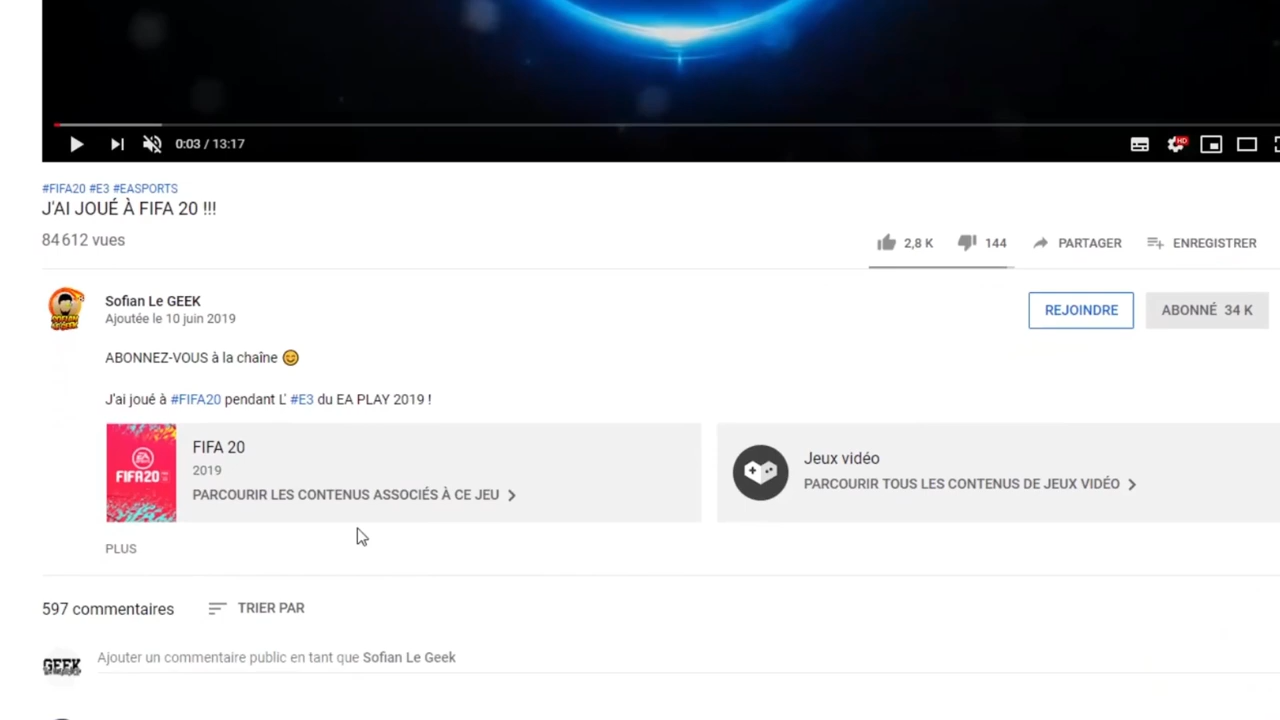 0:03 / 13:17
HD
#FIFA20 #E3 #EASPORTS
J'AI JOUÉ À FIFA 20 !!!
84 612 vues
2,8 K
144
PARTAGER
ENREGISTRER
Sofian Le GEEK
Ajoutée le 10 juin 2019
REJOINDRE
ABONNÉ 34 K
ABONNEZ-VOUS à la chaîne 😊
J'ai joué à #FIFA20 pendant L' #E3 du EA PLAY 2019 !
EA SPORTS
FIFA20
FIFA 20
2019
PARCOURIR LES CONTENUS ASSOCIÉS À CE JEU
Jeux vidéo
PARCOURIR TOUS LES CONTENUS DE JEUX VIDÉO
PLUS
597 commentaires
TRIER PAR
GEEK
Ajouter un commentaire public en tant que Sofian Le Geek